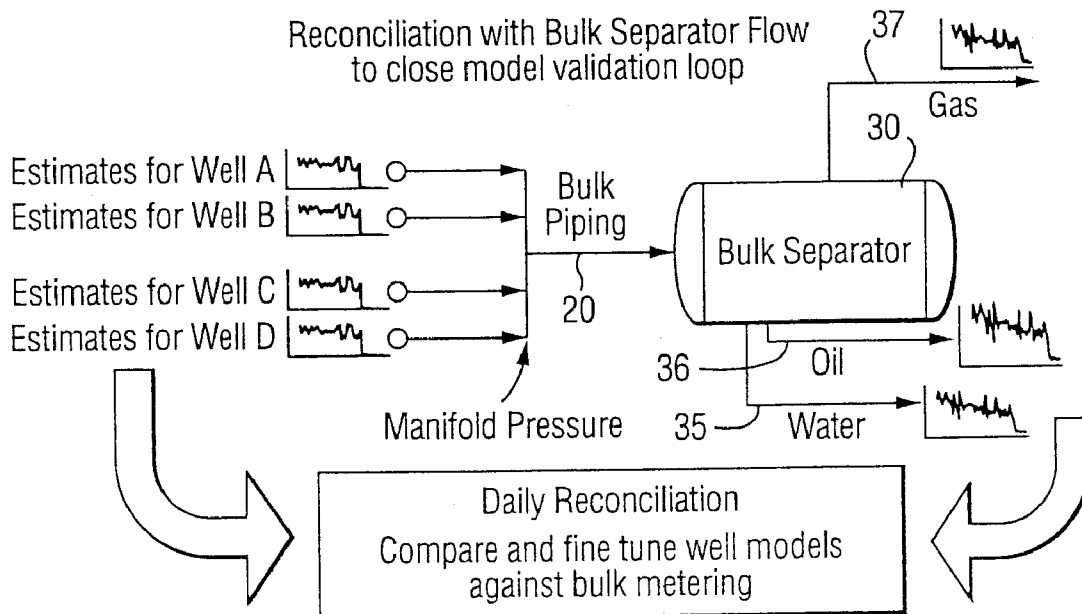 Reconciliation with Bulk Separator Flow
to close model validation loop
37
Gas
30
Estimates for Well A
Estimates for Well B
Estimates for Well C
Estimates for Well D
Bulk
Piping
20
Bulk Separator
36
Oil
35
Water
Manifold Pressure
Daily Reconciliation
Compare and fine tune well models
against bulk metering